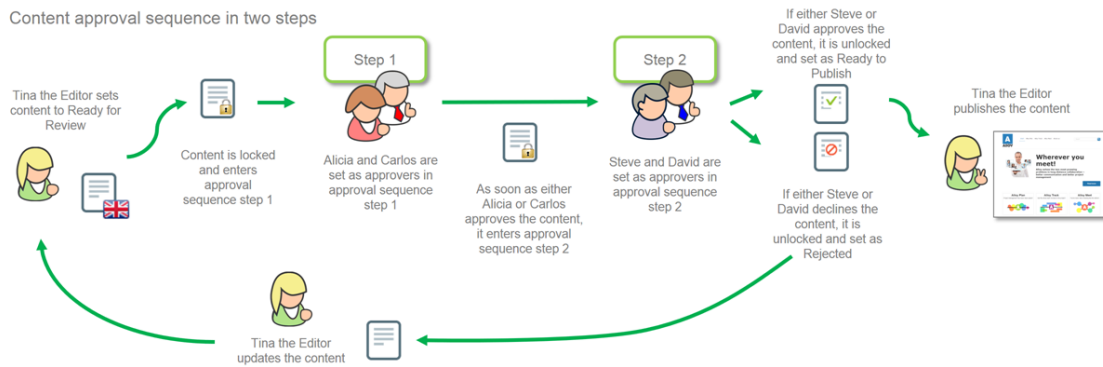 Content approval sequence in two steps
Tina the Editor sets
content to Ready for
Review
Content is locked
and enters
approval
sequence step 1
Step 1
Alicia and Carlos are
set as approvers in
approval sequence
step 1
As soon as either
Alicia or Carlos
approves the content,
it enters approval
sequence step 2
Step 2
Steve and David are
set as approvers in
approval sequence
step 2
If either Steve or
David approves the
content, it is unlocked
and set as Ready to
Publish
If either Steve or
David declines the
content, it is
unlocked and set as
Rejected
Tina the Editor
publishes the content
Wherever you
meet!
Tina the Editor
updates the content